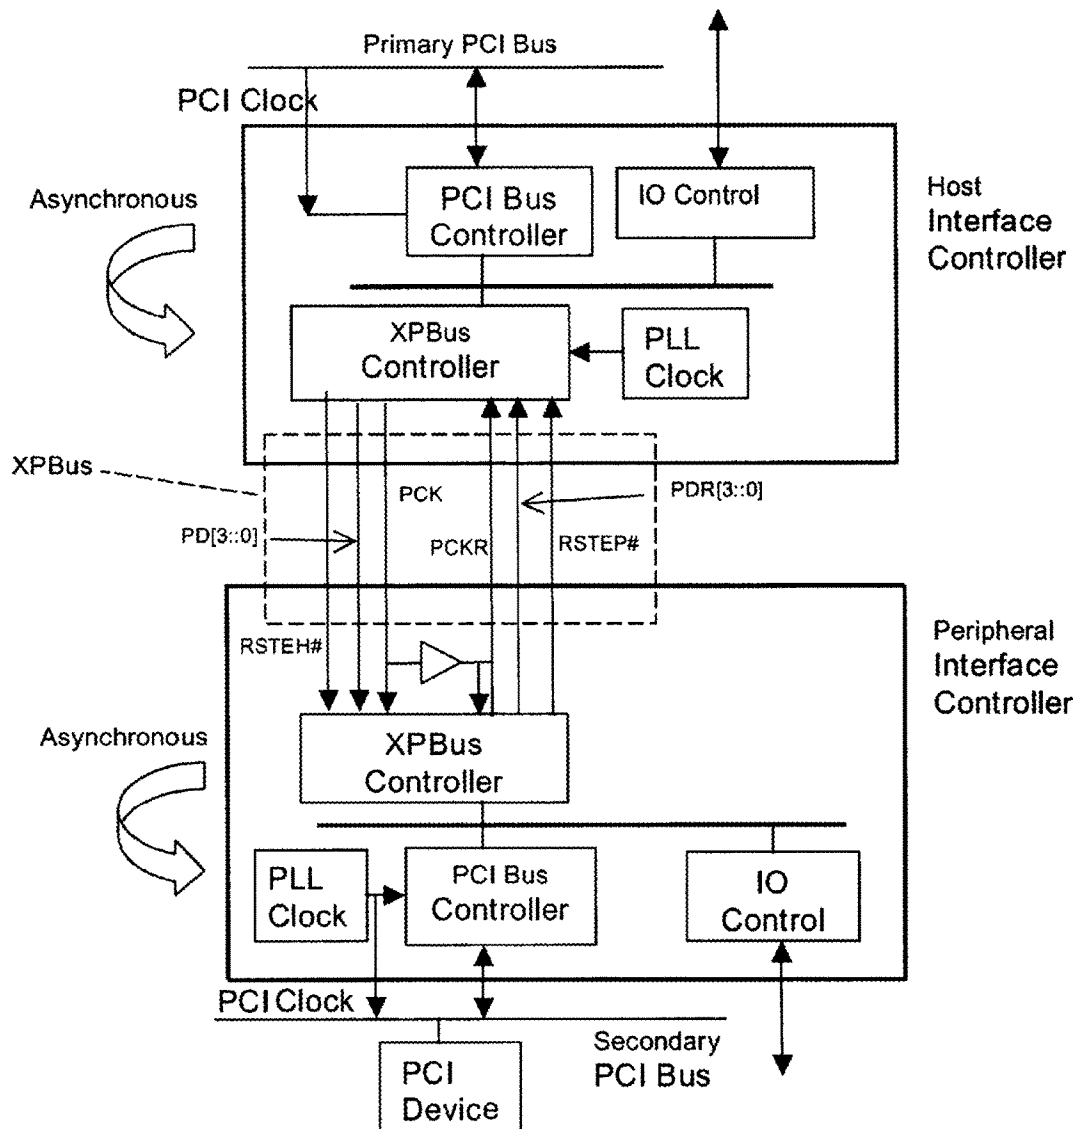 Primary PCI Bus
PCI Clock
Asynchronous
PCI Bus
Controller
IO Control
Host
Interface
Controller
XPBus
Controller
PLL
Clock
XPBus
PCK
PDR[3::0]
PD[3::0]
PCKR
RSTEP#
RSTEH#
Peripheral
Interface
Controller
Asynchronous
XPBus
Controller
PLL
Clock
PCI Bus
Controller
IO
Control
PCI Clock
Secondary
PCI Bus
PCI
Device